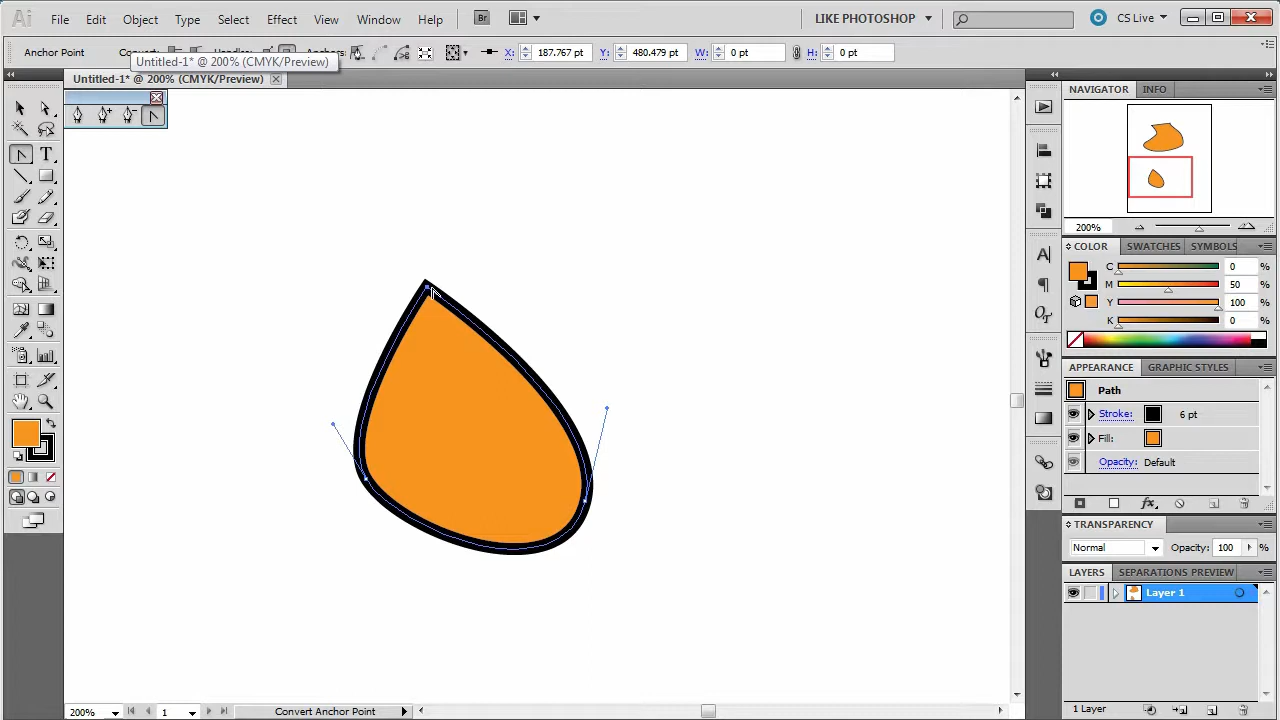 Ai File Edit Object Type Select Effect View Window Help Br LIKE PHOTOSHOP CS Live
Anchor Point X: 187.767 pt Y: 480.479 pt W: 0 pt H: 0 pt
Untitled-1* @ 200% (CMYK/Preview)
Untitled-1* @ 200% (CMYK/Preview)
NAVIGATOR INFO
200%
COLOR SWATCHES SYMBOLS
C 0 %
M 50 %
Y 100 %
K 0 %
APPEARANCE GRAPHIC STYLES
Path
Stroke: 6 pt
Fill:
Opacity: Default
fx
TRANSPARENCY
Normal Opacity: 100 %
LAYERS SEPARATIONS PREVIEW
Layer 1
1 Layer
200% 1 Convert Anchor Point